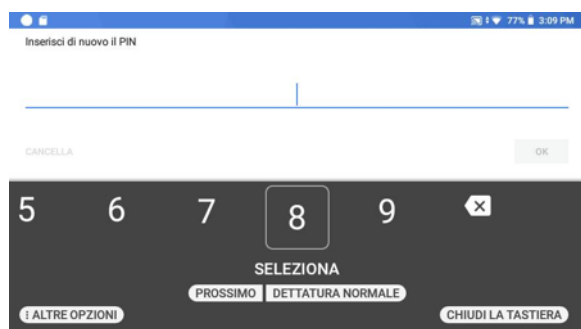 77% 3:09 PM
Inserisci di nuovo il PIN
CANCELLA OK
5 6 7 8 9
SELEZIONA
PROSSIMO DETTATURA NORMALE
ALTRE OPZIONI CHIUDI LA TASTIERA